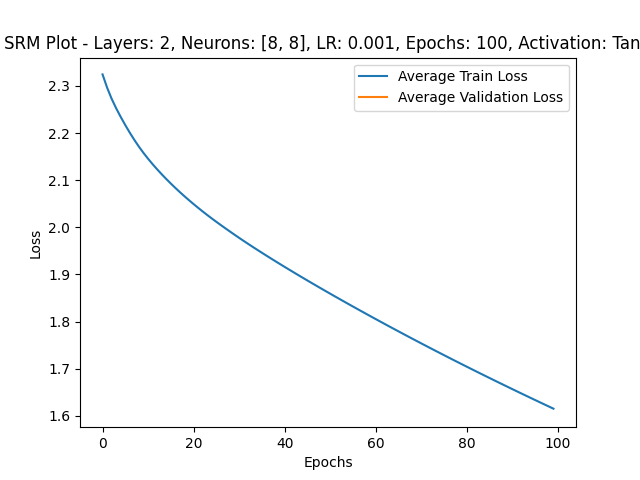 SRM Plot - Layers: 2, Neurons: [8, 8], LR: 0.001, Epochs: 100, Activation: Tan
Average Train Loss
Average Validation Loss
2.3
2.2
2.1
2.0
1.9
1.8
1.7
1.6
Loss
0 20 40 60 80 100
Epochs